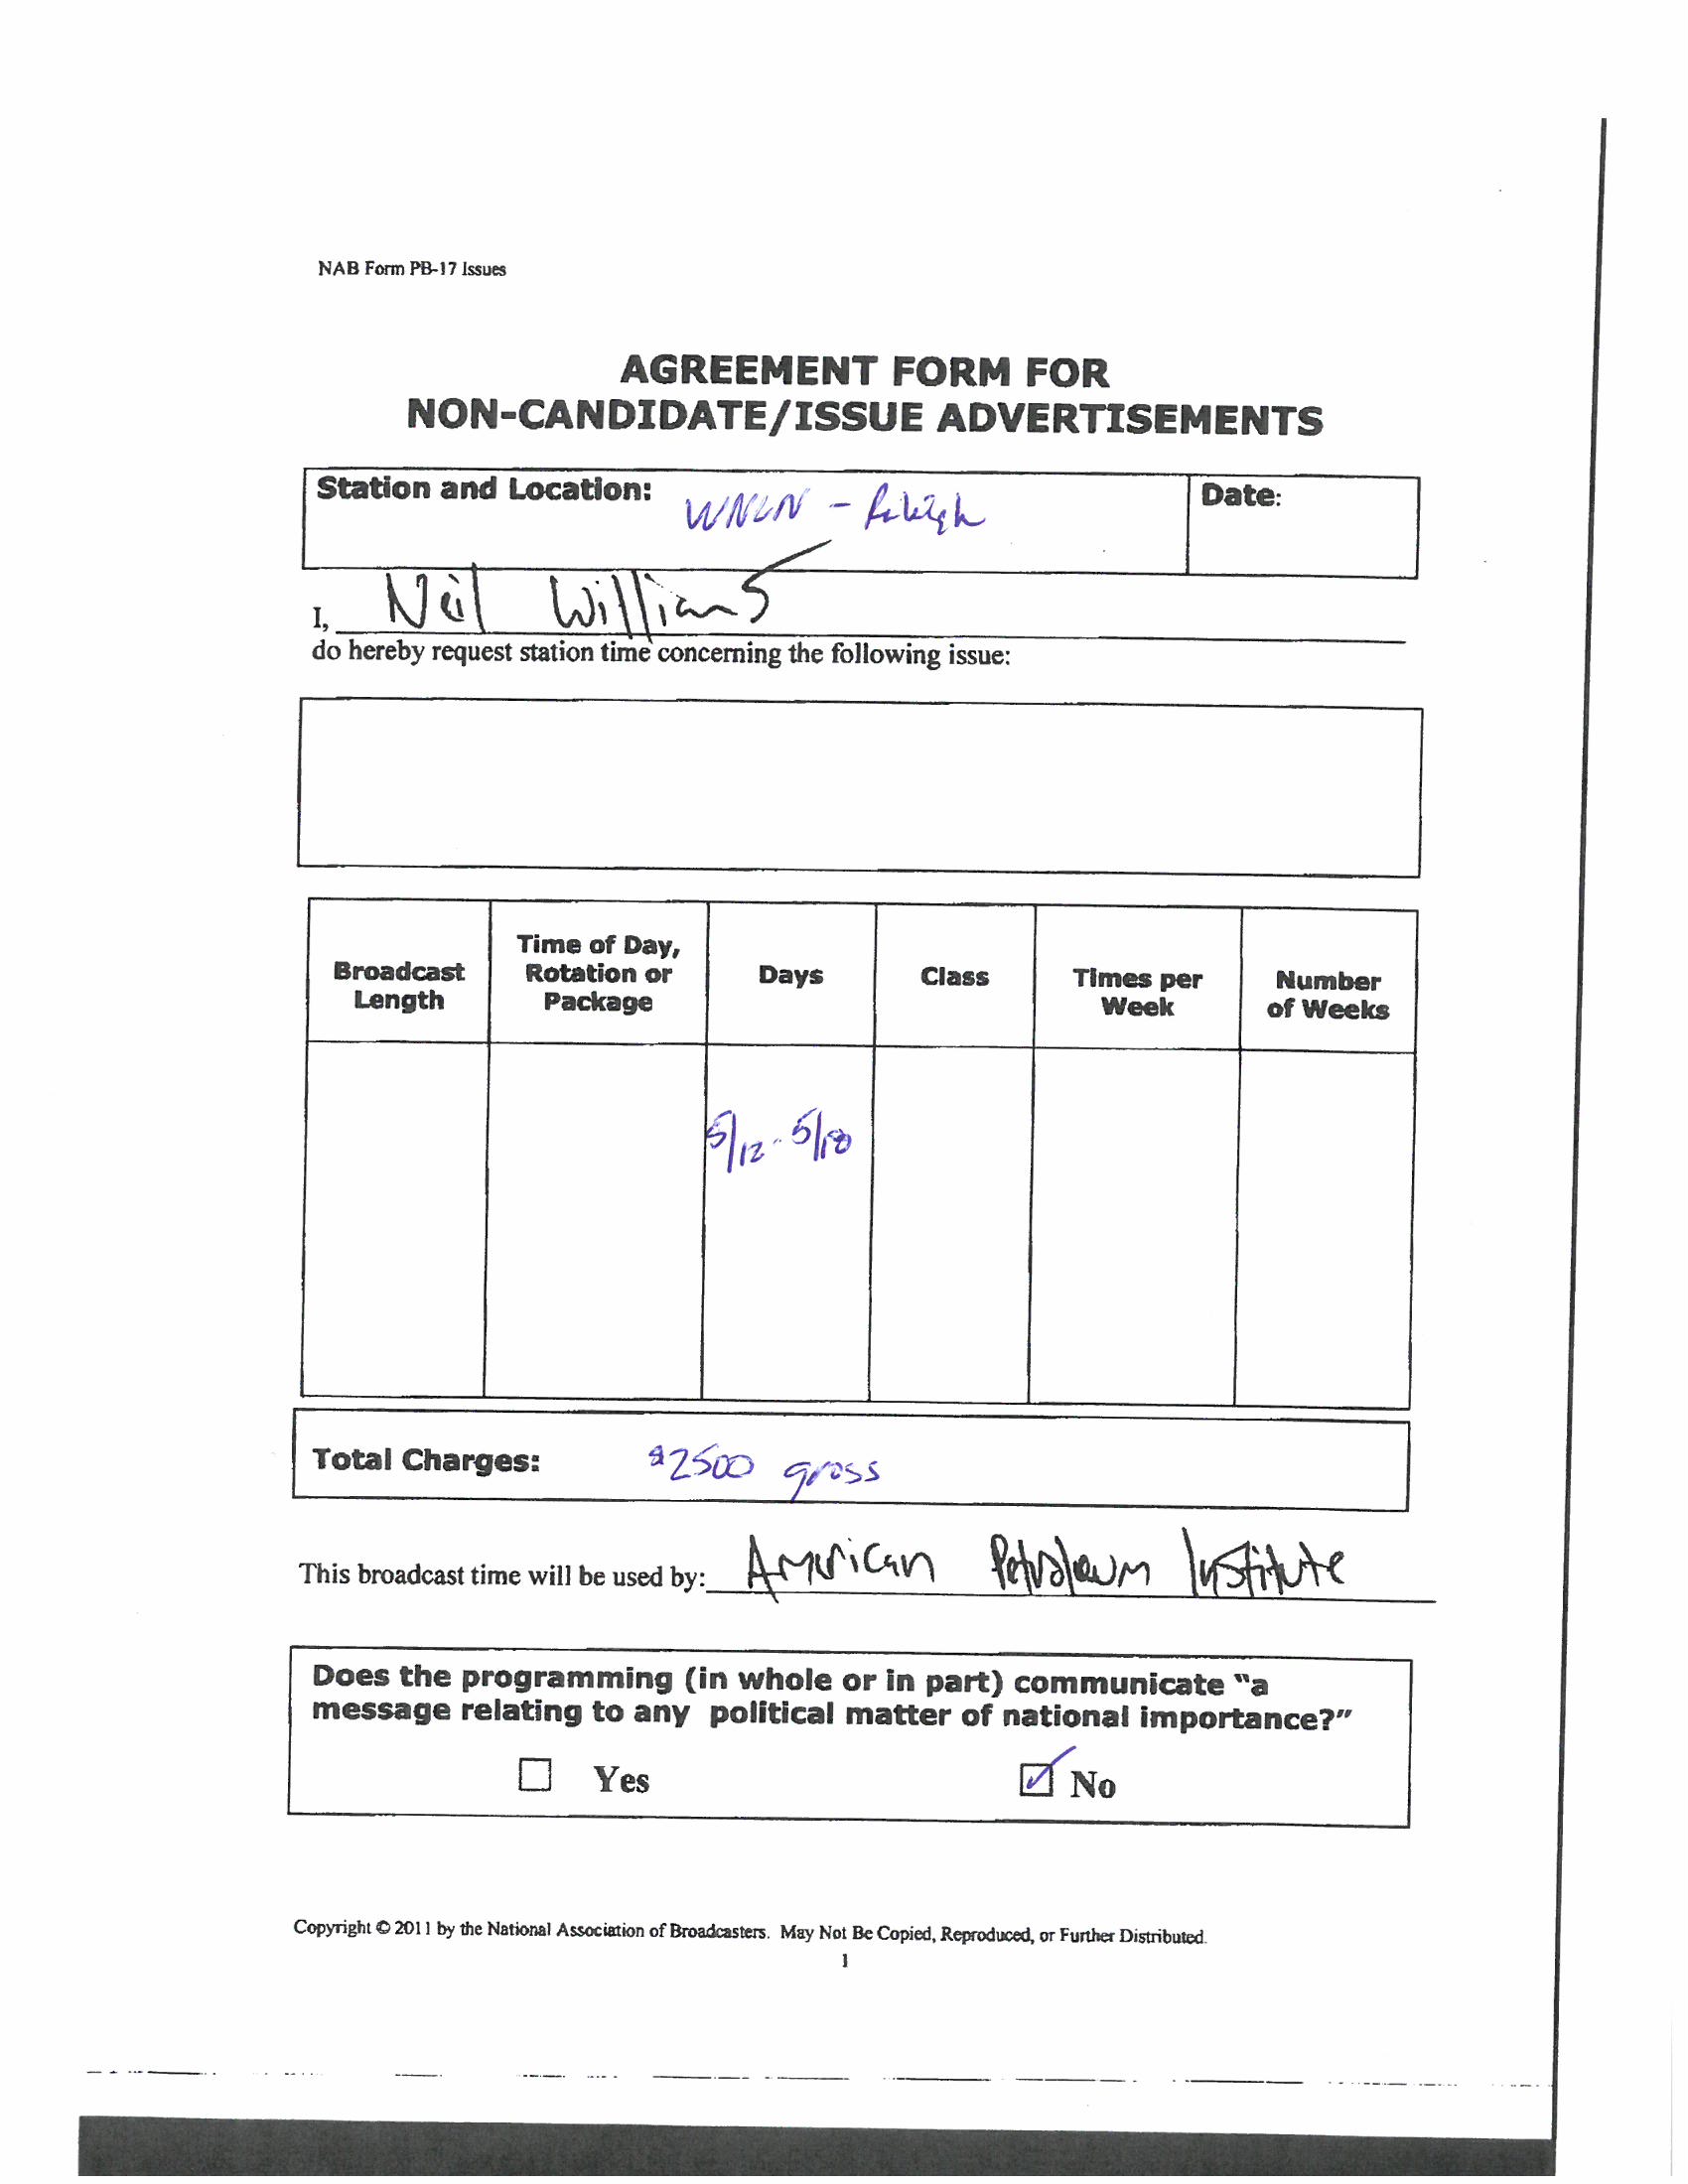 NAB Form PB-17 Issues
AGREEMENT FORM FOR
NON-CANDIDATE/ISSUE ADVERTISEMENTS
Station and Location: WNCN - Raleigh
Date:
I, Neil Williams
do hereby request station time concerning the following issue:
Broadcast Length
Time of Day, Rotation or Package
Days
Class
Times per Week
Number of Weeks
5/12 - 5/18
Total Charges: $2500 gross
This broadcast time will be used by: American Petroleum Institute
Does the programming (in whole or in part) communicate "a
message relating to any political matter of national importance?"
☐ Yes ☑ No
Copyright © 2011 by the National Association of Broadcasters. May Not Be Copied, Reproduced, or Further Distributed.
1